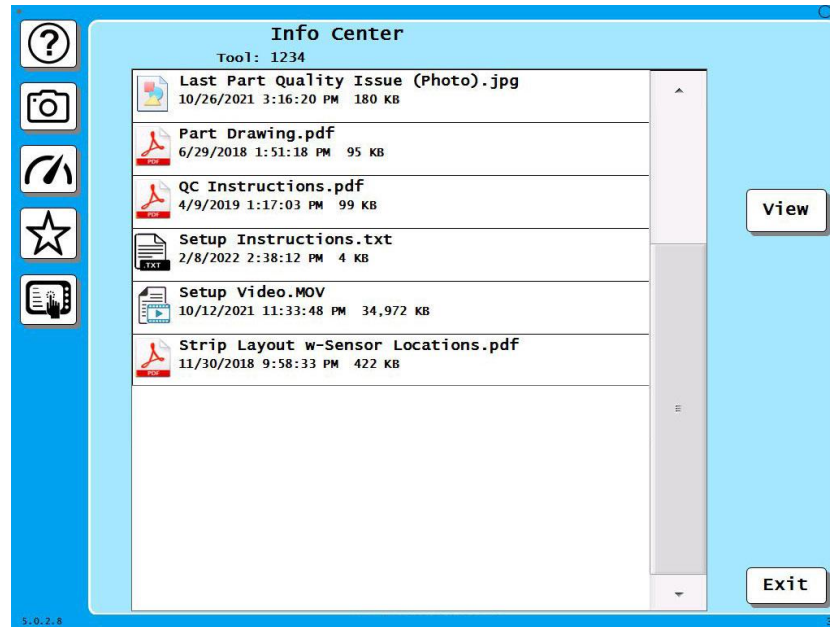 Info Center
Tool: 1234
Last Part Quality Issue (Photo).jpg
10/26/2021 3:16:20 PM 180 KB
Part Drawing.pdf
6/29/2018 1:51:18 PM 95 KB
PDF
QC Instructions.pdf
4/9/2019 1:17:03 PM 99 KB
PDF
Setup Instructions.txt
2/8/2022 2:38:12 PM 4 KB
.TXT
Setup Video.MOV
10/12/2021 11:33:48 PM 34,972 KB
Strip Layout w-Sensor Locations.pdf
11/30/2018 9:58:33 PM 422 KB
PDF
View
Exit
5.0.2.8